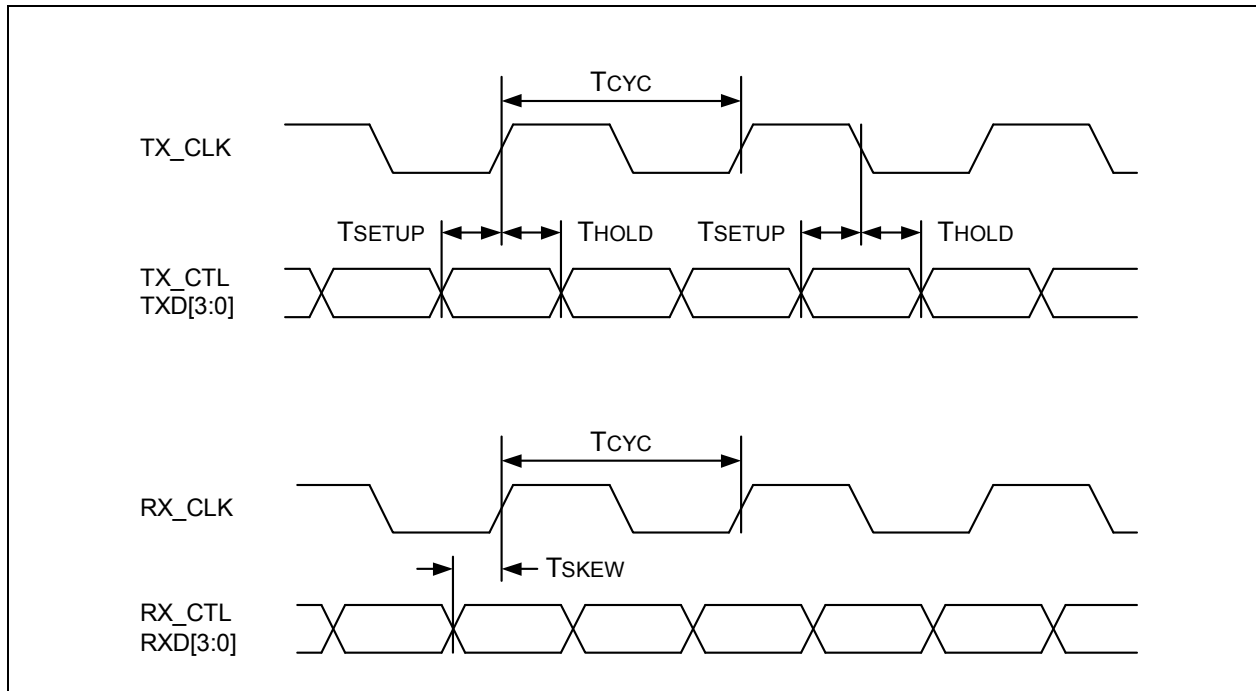 TCYC
TX_CLK
TSETUP THOLD TSETUP THOLD
TX_CTL
TXD[3:0]
TCYC
RX_CLK
TSKEW
RX_CTL
RXD[3:0]